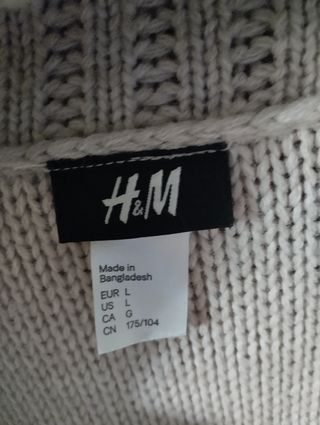 H&M
Made in
Bangladesh
EUR L
US L
CA G
CN 175/104